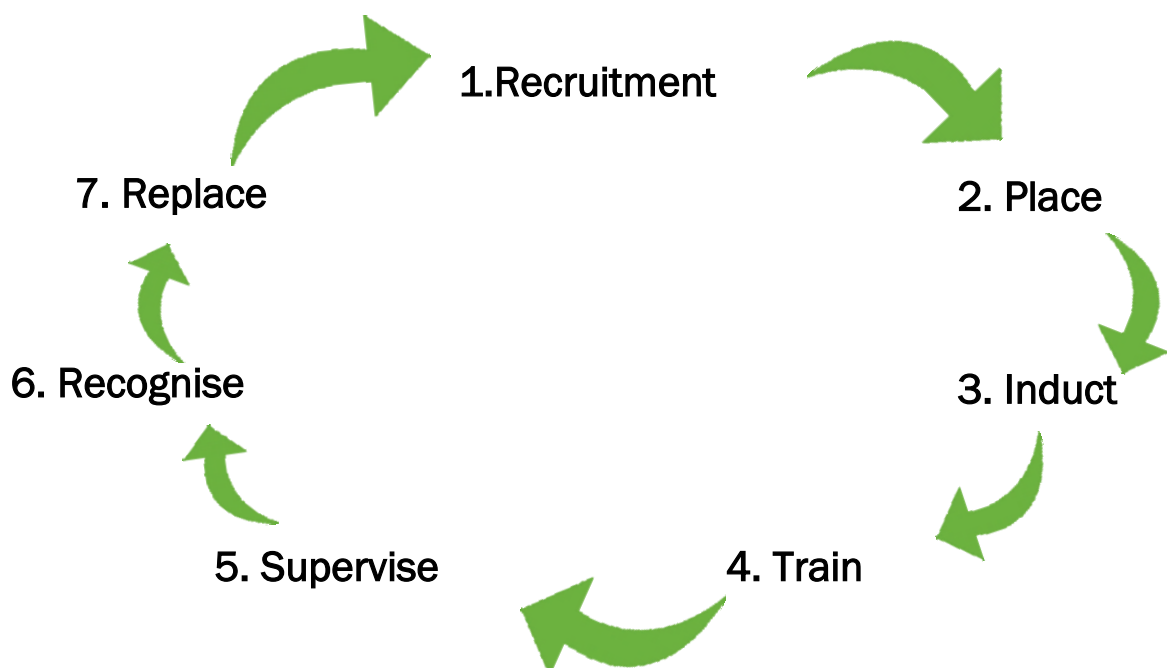 1.Recruitment
2. Place
3. Induct
4. Train
5. Supervise
6. Recognise
7. Replace